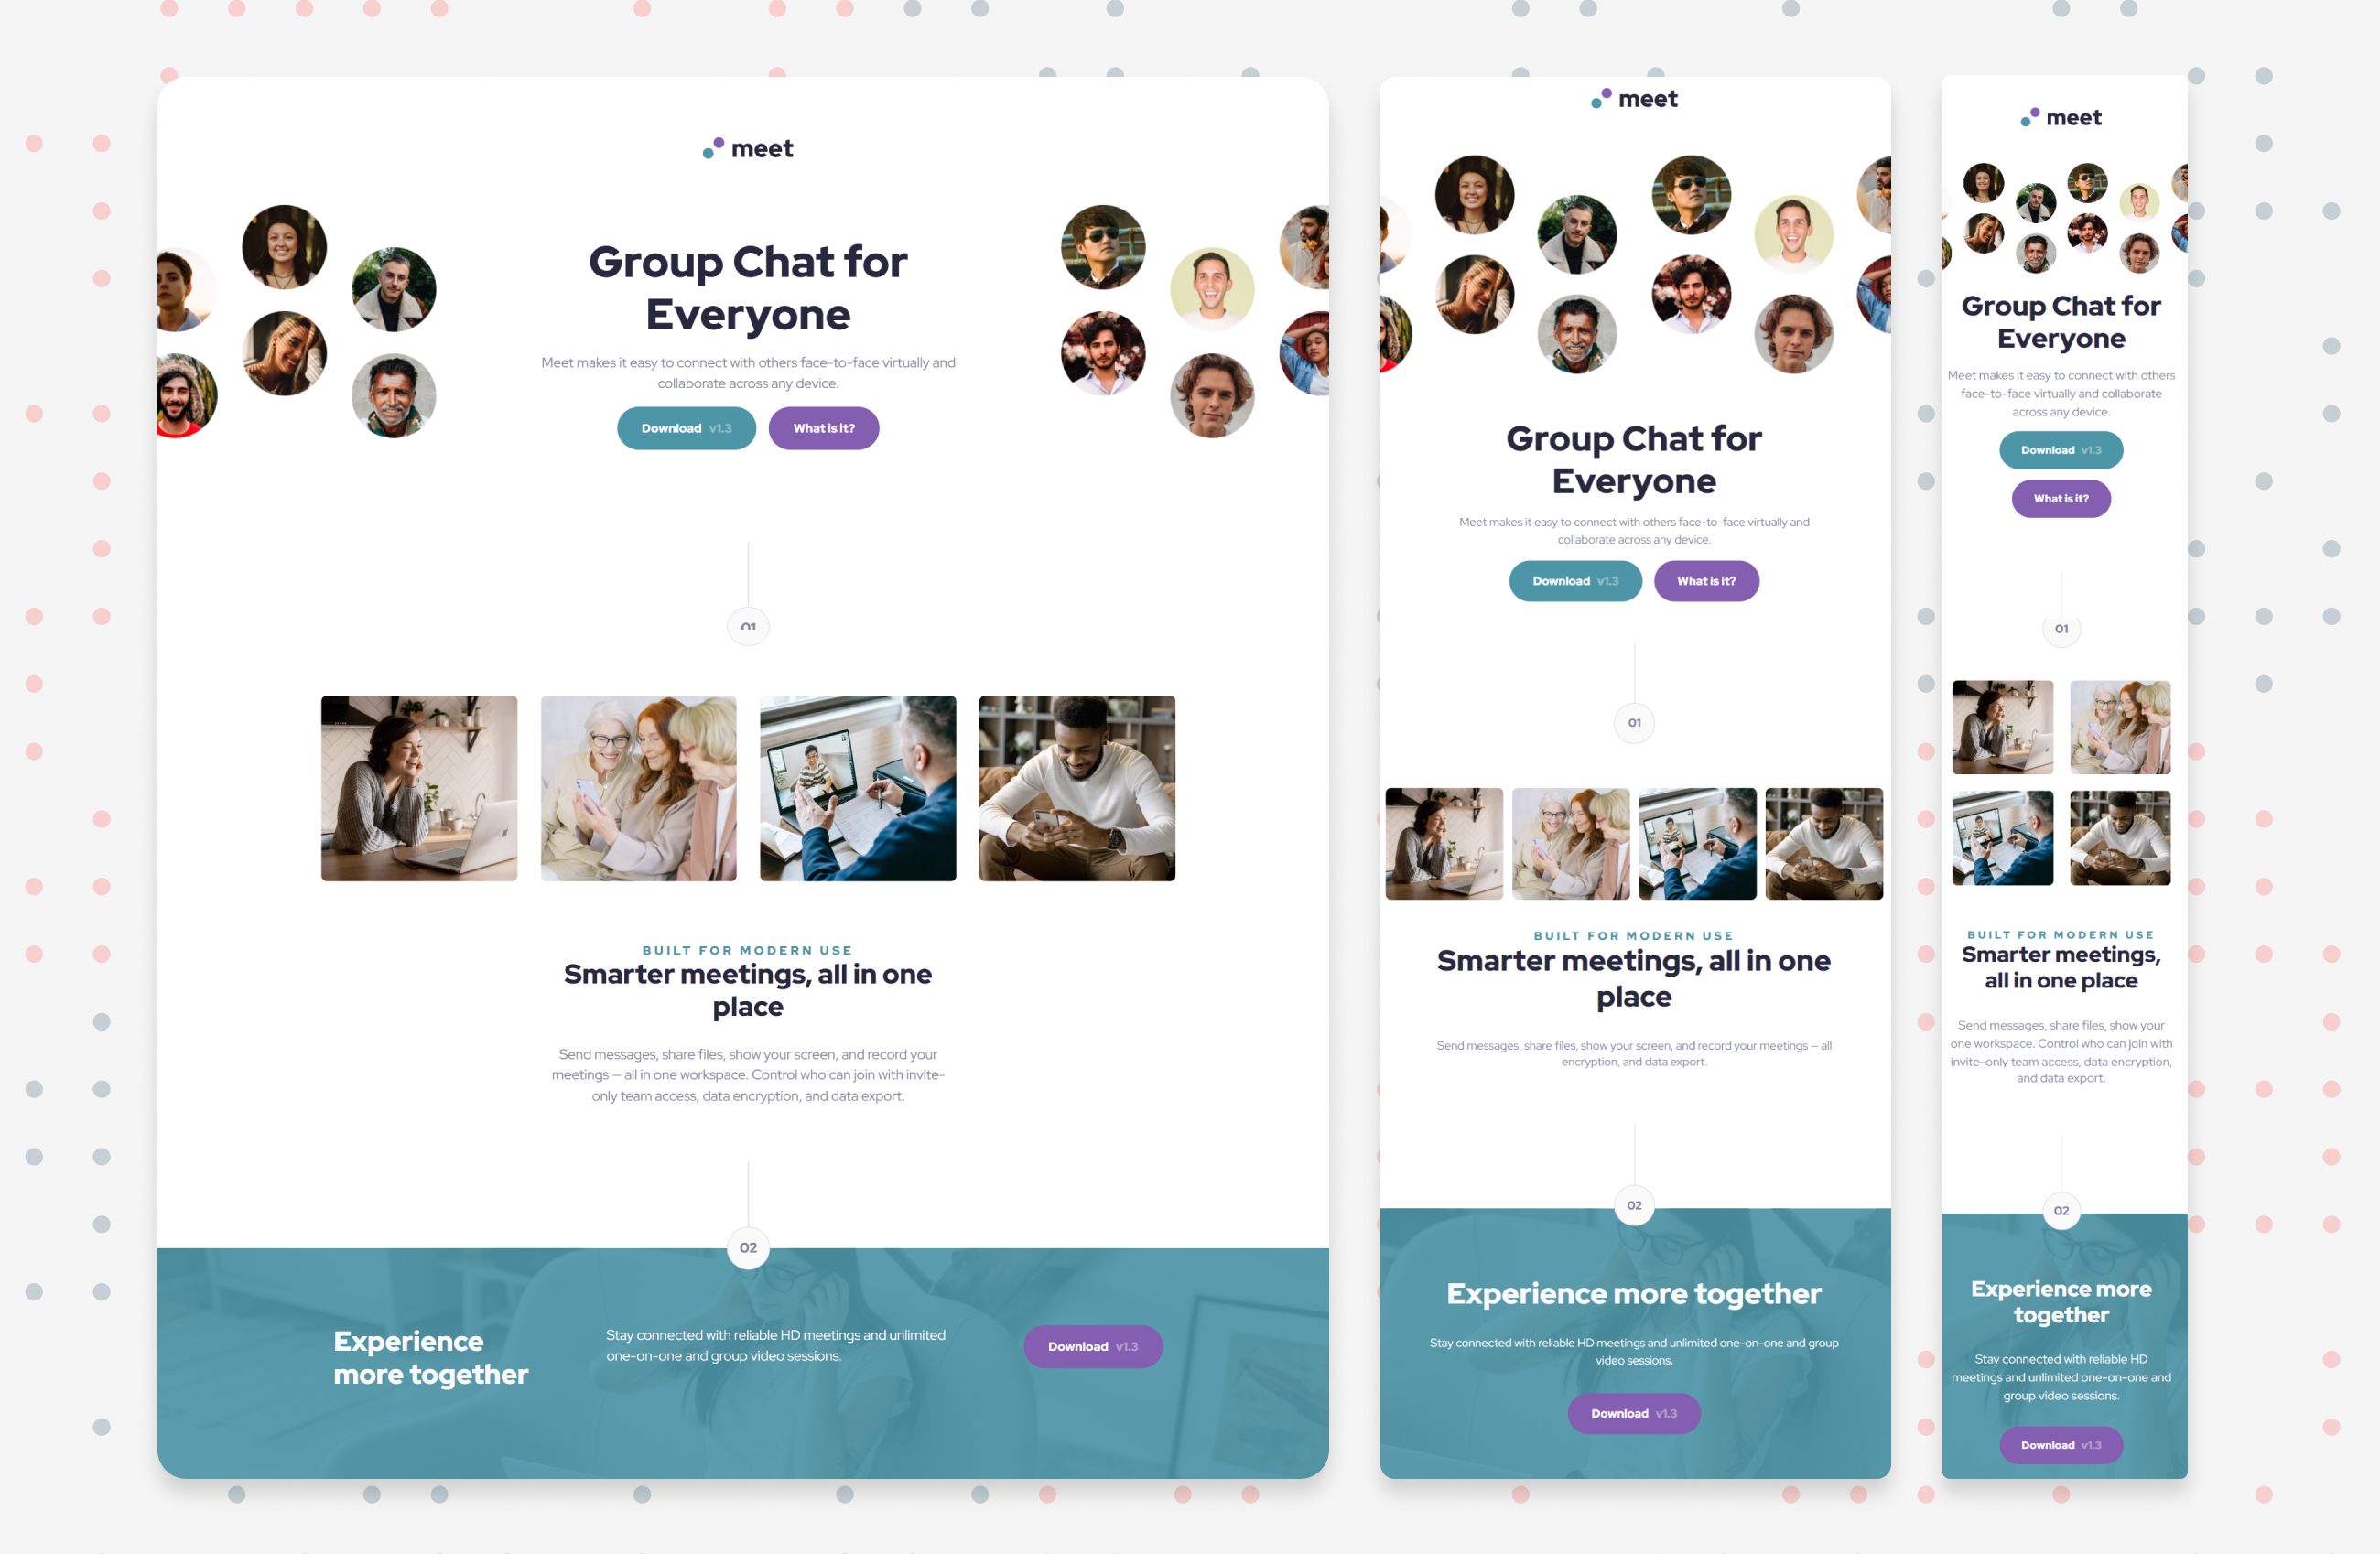 meet
Group Chat for
Everyone
Meet makes it easy to connect with others face-to-face virtually and
collaborate across any device.
Download v1.3
What is it?
01
BUILT FOR MODERN USE
Smarter meetings, all in one
place
Send messages, share files, show your screen, and record your
meetings – all in one workspace. Control who can join with invite-
only team access, data encryption, and data export.
02
Experience
more together
Stay connected with reliable HD meetings and unlimited
one-on-one and group video sessions.
Download v1.3
meet
Group Chat for
Everyone
Meet makes it easy to connect with others face-to-face virtually and
collaborate across any device.
Download v1.3
What is it?
01
BUILT FOR MODERN USE
Smarter meetings, all in one
place
Send messages, share files, show your screen, and record your meetings – all
encryption, and data export.
02
Experience more together
Stay connected with reliable HD meetings and unlimited one-on-one and group
video sessions.
Download v1.3
meet
Group Chat for
Everyone
Meet makes it easy to connect with others
face-to-face virtually and collaborate
across any device.
Download v1.3
What is it?
01
BUILT FOR MODERN USE
Smarter meetings,
all in one place
Send messages, share files, show your
one workspace. Control who can join with
invite-only team access, data encryption,
and data export.
02
Experience more
together
Stay connected with reliable HD
meetings and unlimited one-on-one and
group video sessions.
Download v1.3